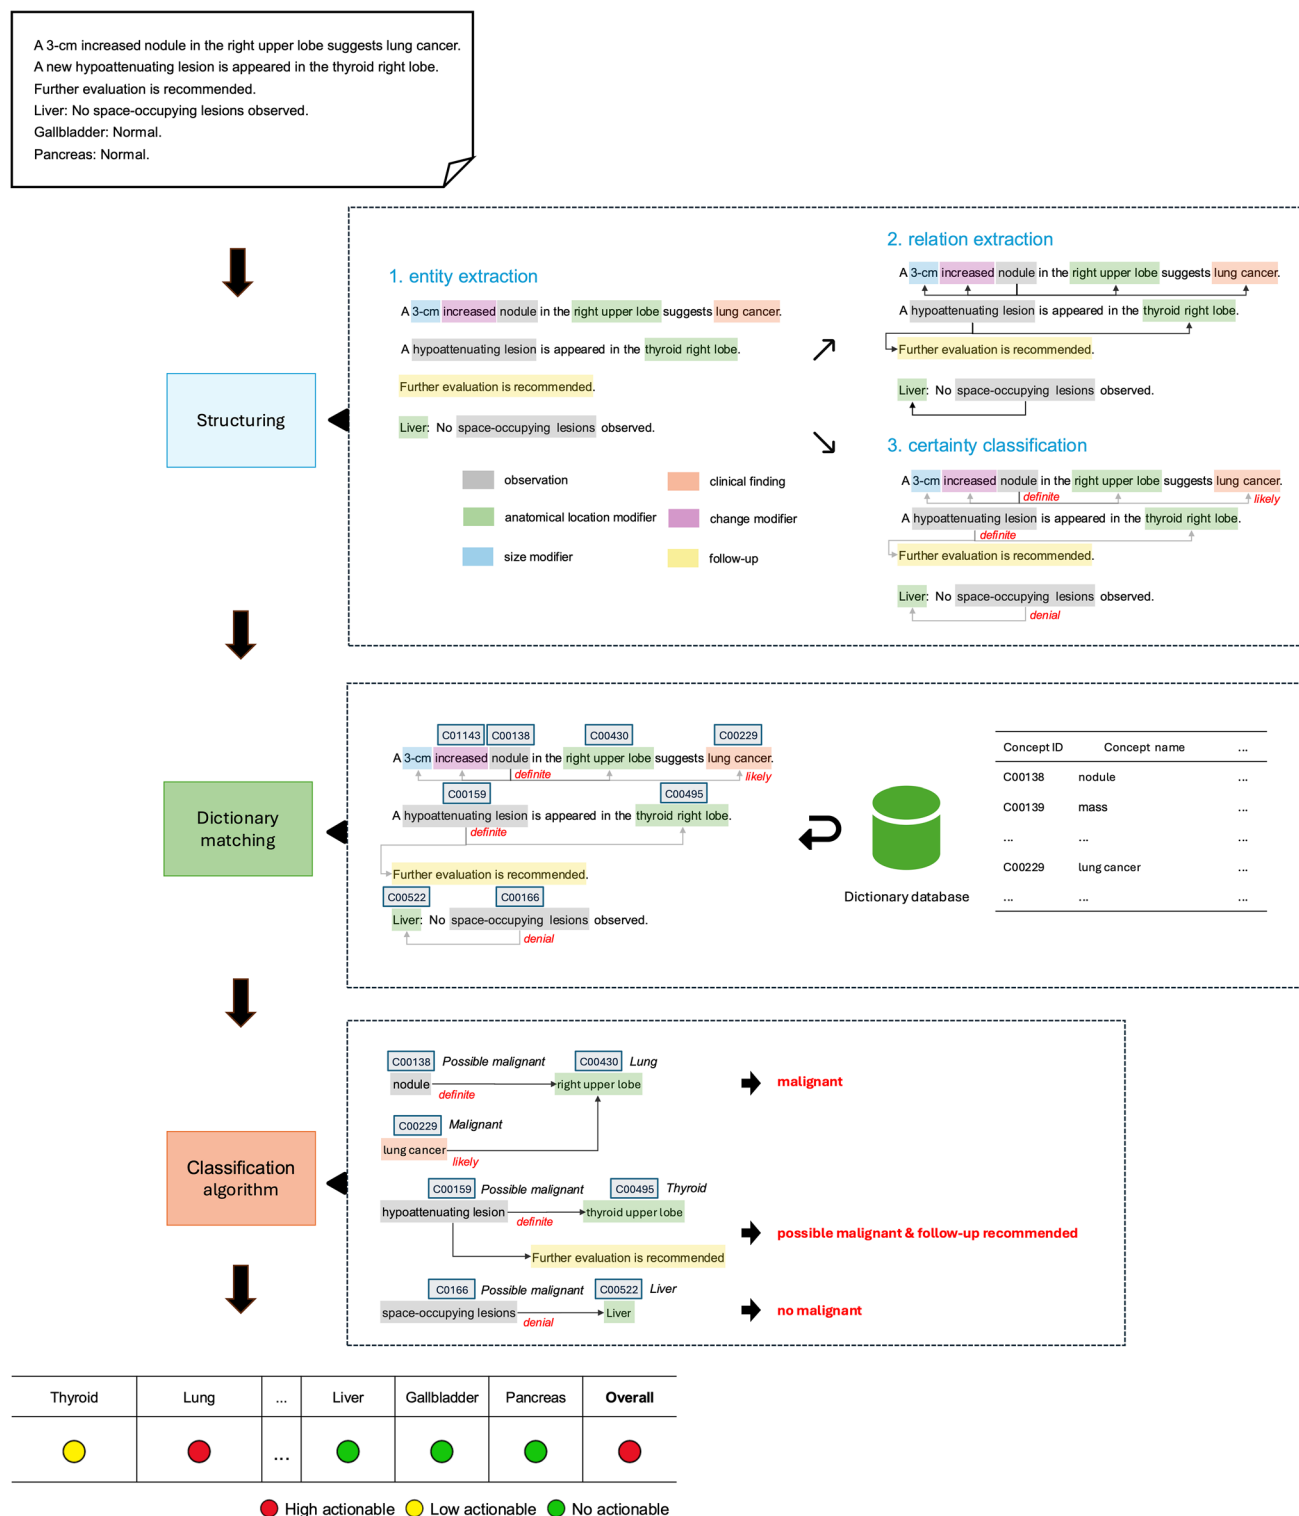 A 3-cm increased nodule in the right upper lobe suggests lung cancer.
A new hypoattenuating lesion is appeared in the thyroid right lobe.
Further evaluation is recommended.
Liver: No space-occupying lesions observed.
Gallbladder: Normal.
Pancreas: Normal.
Structuring
1. entity extraction
A 3-cm increased nodule in the right upper lobe suggests lung cancer.
A hypoattenuating lesion is appeared in the thyroid right lobe.
Further evaluation is recommended.
Liver: No space-occupying lesions observed.
observation
clinical finding
anatomical location modifier
change modifier
size modifier
follow-up
2. relation extraction
A 3-cm increased nodule in the right upper lobe suggests lung cancer.
A hypoattenuating lesion is appeared in the thyroid right lobe.
Further evaluation is recommended.
Liver: No space-occupying lesions observed.
3. certainty classification
A 3-cm increased nodule in the right upper lobe suggests lung cancer.
definite
likely
A hypoattenuating lesion is appeared in the thyroid right lobe.
definite
Further evaluation is recommended.
Liver: No space-occupying lesions observed.
denial
Dictionary
matching
C01143 C00138 C00430 C00229
A 3-cm increased nodule in the right upper lobe suggests lung cancer.
definite
likely
C00159 C00495
A hypoattenuating lesion is appeared in the thyroid right lobe.
definite
Further evaluation is recommended.
C00522 C00166
Liver: No space-occupying lesions observed.
denial
Dictionary database
Concept ID Concept name ...
C00138 nodule ...
C00139 mass ...
... ... ...
C00229 lung cancer ...
... ... ...
Classification
algorithm
C00138 Possible malignant C00430 Lung
nodule right upper lobe
definite
malignant
C00229 Malignant
lung cancer
likely
C00159 Possible malignant C00495 Thyroid
hypoattenuating lesion thyroid upper lobe
definite
possible malignant & follow-up recommended
Further evaluation is recommended
C0166 Possible malignant C00522 Liver
space-occupying lesions Liver
denial
no malignant
Thyroid Lung ... Liver Gallbladder Pancreas Overall
...
High actionable Low actionable No actionable